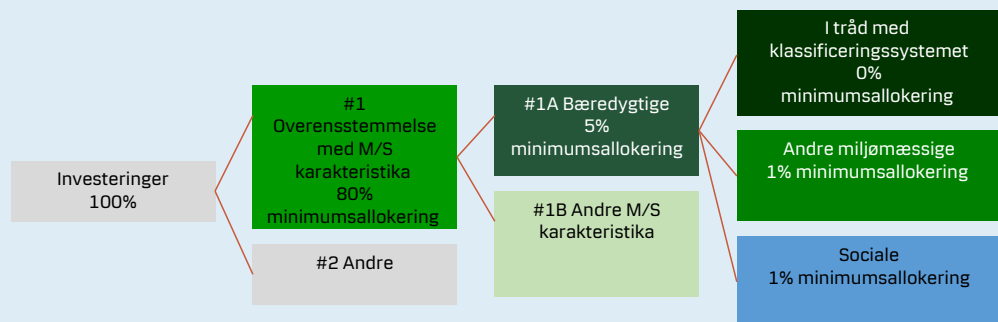 Investeringer
100%
#1
Overensstemmelse
med M/S
karakteristika
80%
minimumsallokering
#2 Andre
#1A Bæredygtige
5%
minimumsallokering
#1B Andre M/S
karakteristika
I tråd med
klassificeringssystemet
0%
minimumsallokering
Andre miljømæssige
1% minimumsallokering
Sociale
1% minimumsallokering